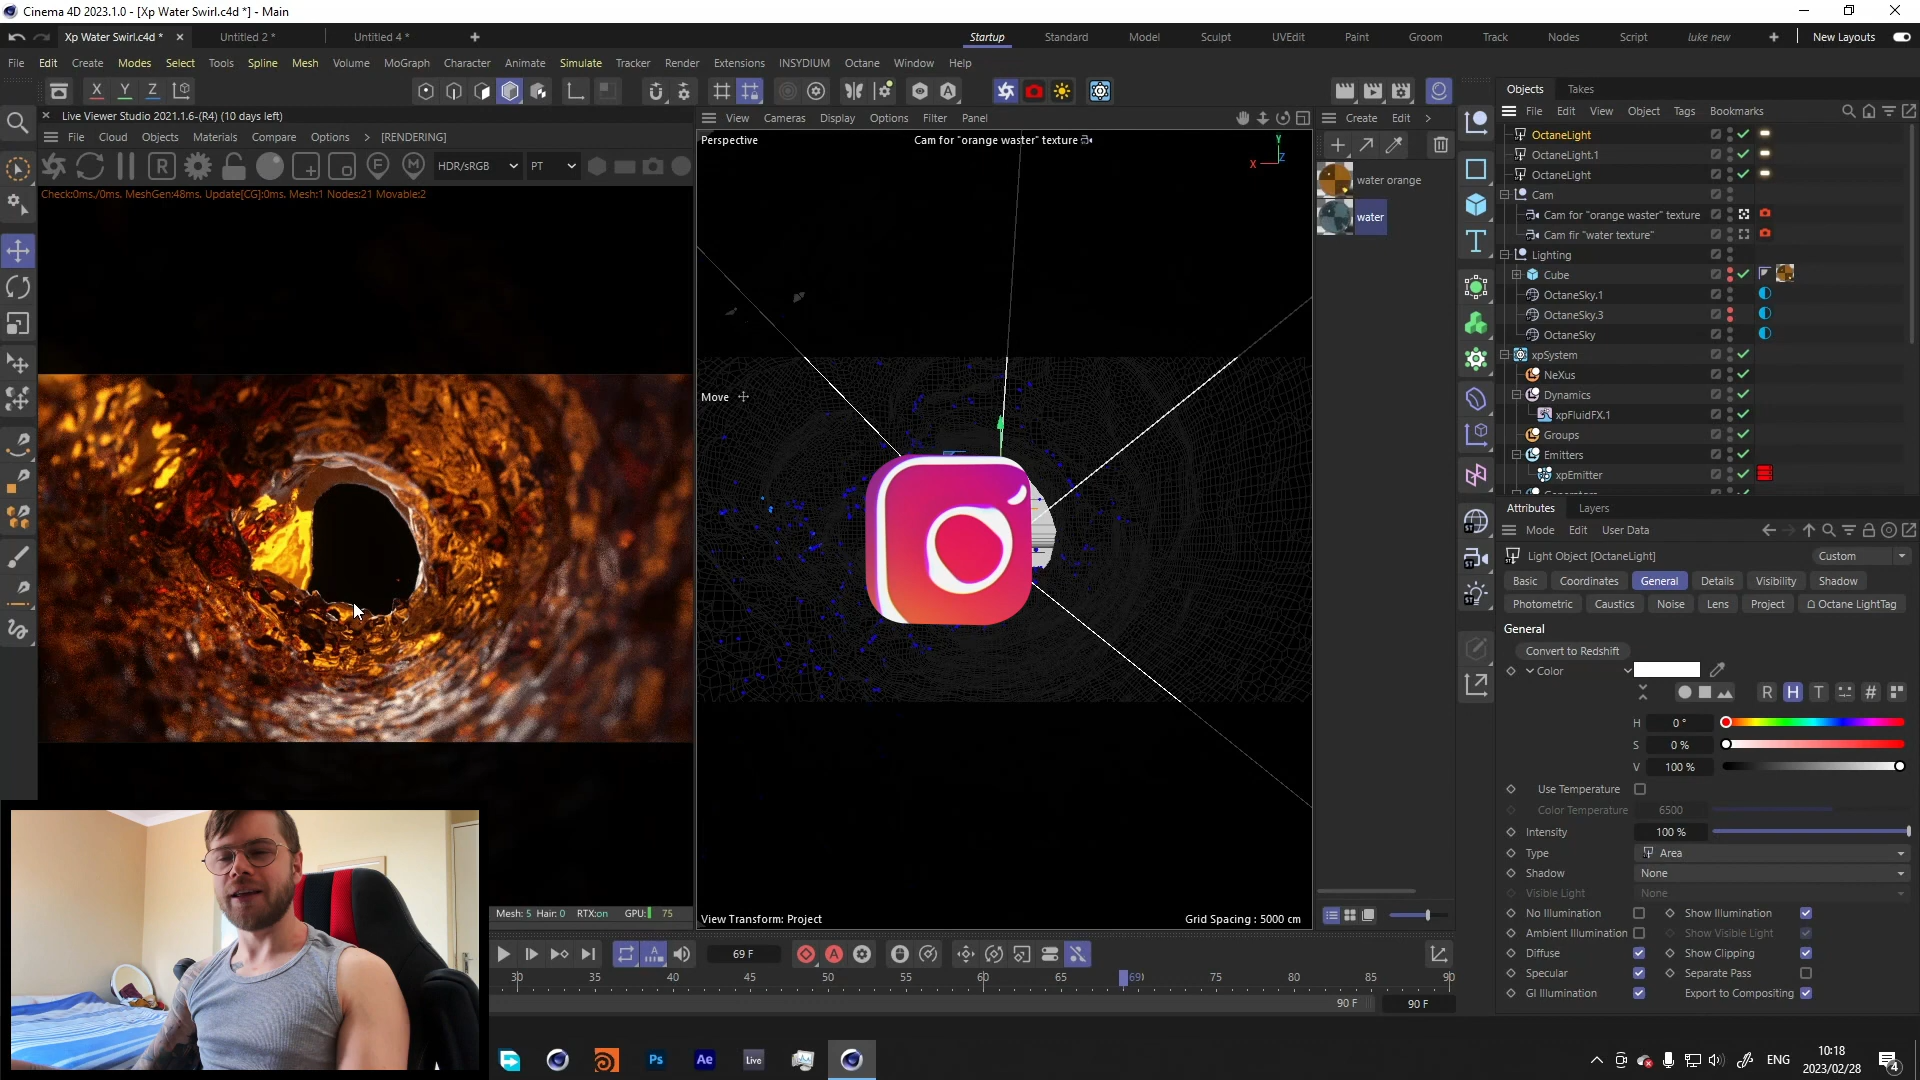 Cinema 4D 2023.1.0 - [Xp Water Swirl.c4d *] - Main
Xp Water Swirl.c4d *
Untitled 2 *
Untitled 4 *
Startup
Standard
Model
Sculpt
UVEdit
Paint
Groom
Track
Nodes
Script
luke new
New Layouts
File Edit Create Modes Select Tools Spline Mesh Volume MoGraph Character Animate Simulate Tracker Render Extensions INSYDIUM Octane Window Help
X Y Z
Live Viewer Studio 2021.1.6-(R4) (10 days left)
File Cloud Objects Materials Compare Options > [RENDERING]
HDR/sRGB
PT
Check:0ms./0ms. MeshGen:48ms. Update[CG]:0ms. Mesh:1 Nodes:21 Movable:2
View Cameras Display Options Filter Panel
Perspective
Cam for "orange waster" texture
Y
X
Z
Move
View Transform: Project
Grid Spacing : 5000 cm
Mesh: 5 Hair: 0 RTX:on GPU: 75
Create Edit
water orange
water
Objects Takes
File Edit View Object Tags Bookmarks
OctaneLight
OctaneLight.1
OctaneLight
Cam
Cam for "orange waster" texture
Cam fir "water texture"
Lighting
Cube
OctaneSky.1
OctaneSky.3
OctaneSky
xpSystem
NeXus
Dynamics
xpFluidFX.1
Groups
Emitters
xpEmitter
Attributes Layers
Mode Edit User Data
Light Object [OctaneLight]
Custom
Basic Coordinates General Details Visibility Shadow
Photometric Caustics Noise Lens Project Octane LightTag
General
Convert to Redshift
Color
R H T #
H 0 °
S 0 %
V 100 %
Use Temperature
Color Temperature 6500
Intensity 100 %
Type Area
Shadow None
Visible Light None
No Illumination Show Illumination
Ambient Illumination Show Visible Light
Diffuse Show Clipping
Specular Separate Pass
GI Illumination Export to Compositing
69 F
30 35 40 45 50 55 60 65 69 75 80 85 90
90 F
90 F
Ps
Ae
Live
ENG
10:18
2023/02/28
4